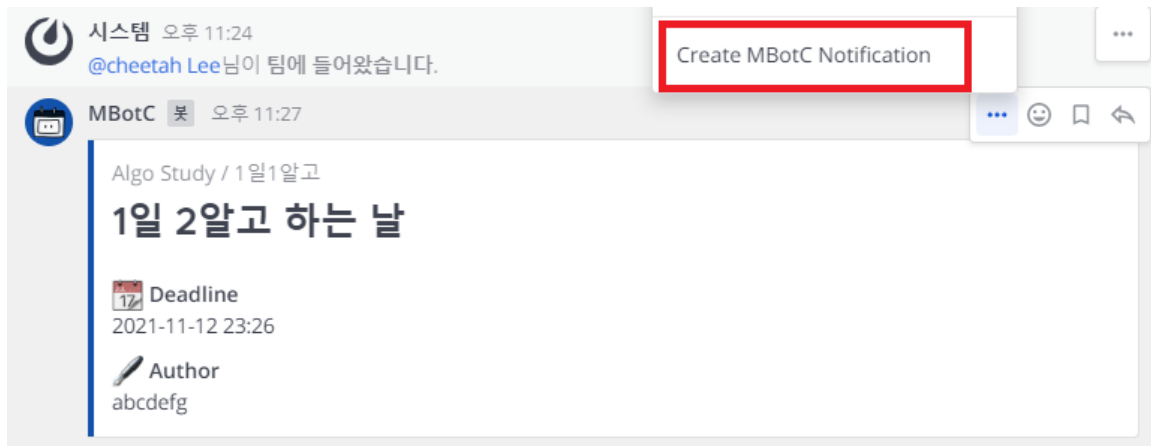 시스템 오후 11:24
@cheetah Lee님이 팀에 들어왔습니다.
Create MBotC Notification
MBotC 봇 오후 11:27
Algo Study / 1일1알고
1일 2알고 하는 날
17 Deadline
2021-11-12 23:26
Author
abcdefg